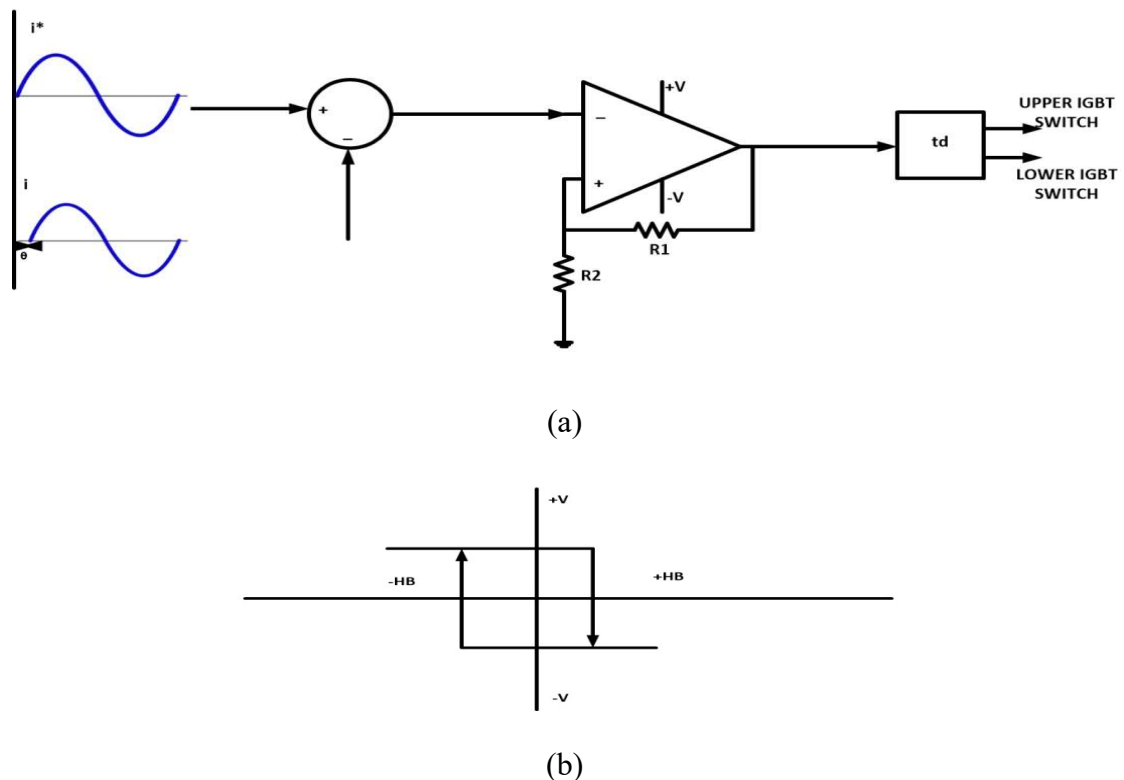 i*
+
–
i
θ
–
+
+V
-V
R1
R2
td
UPPER IGBT
SWITCH
LOWER IGBT
SWITCH
(a)
+V
-HB
+HB
-V
(b)